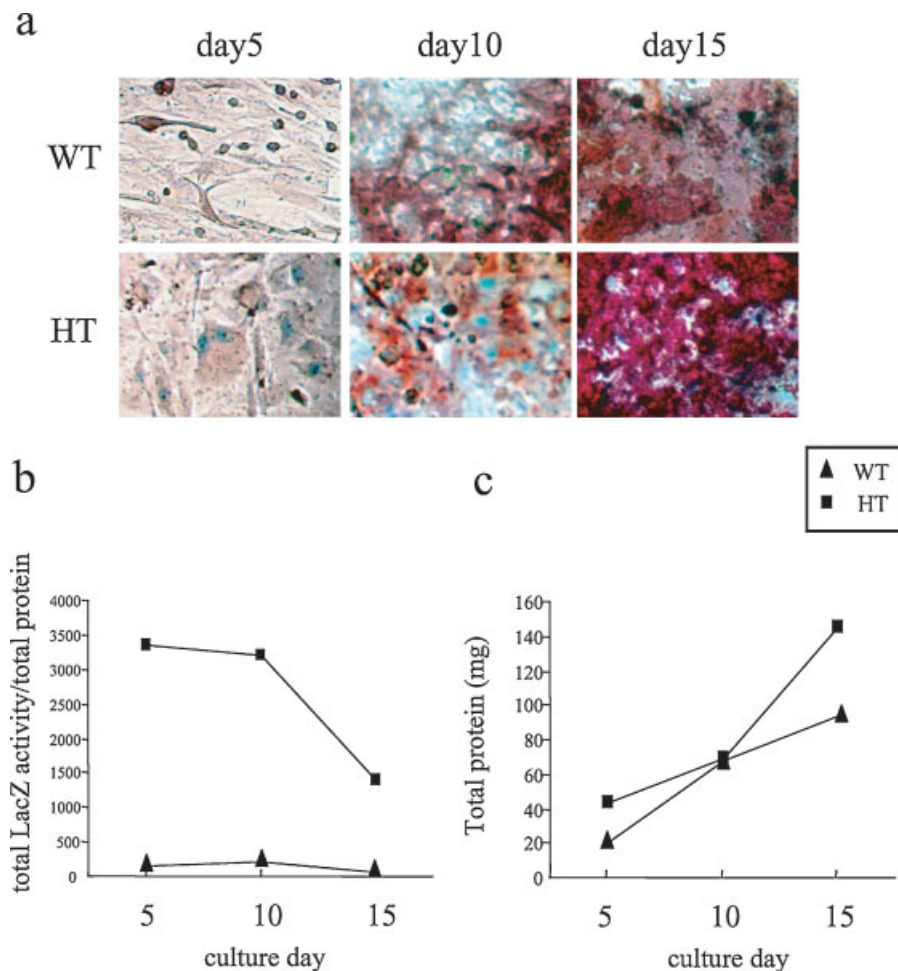 a
day5 day10 day15
WT
HT
b
c
WT
HT
total LacZ activity/total protein
4000
3500
3000
2500
2000
1500
1000
500
0
5 10 15
culture day
Total protein (mg)
160
140
120
100
80
60
40
20
0
5 10 15
culture day